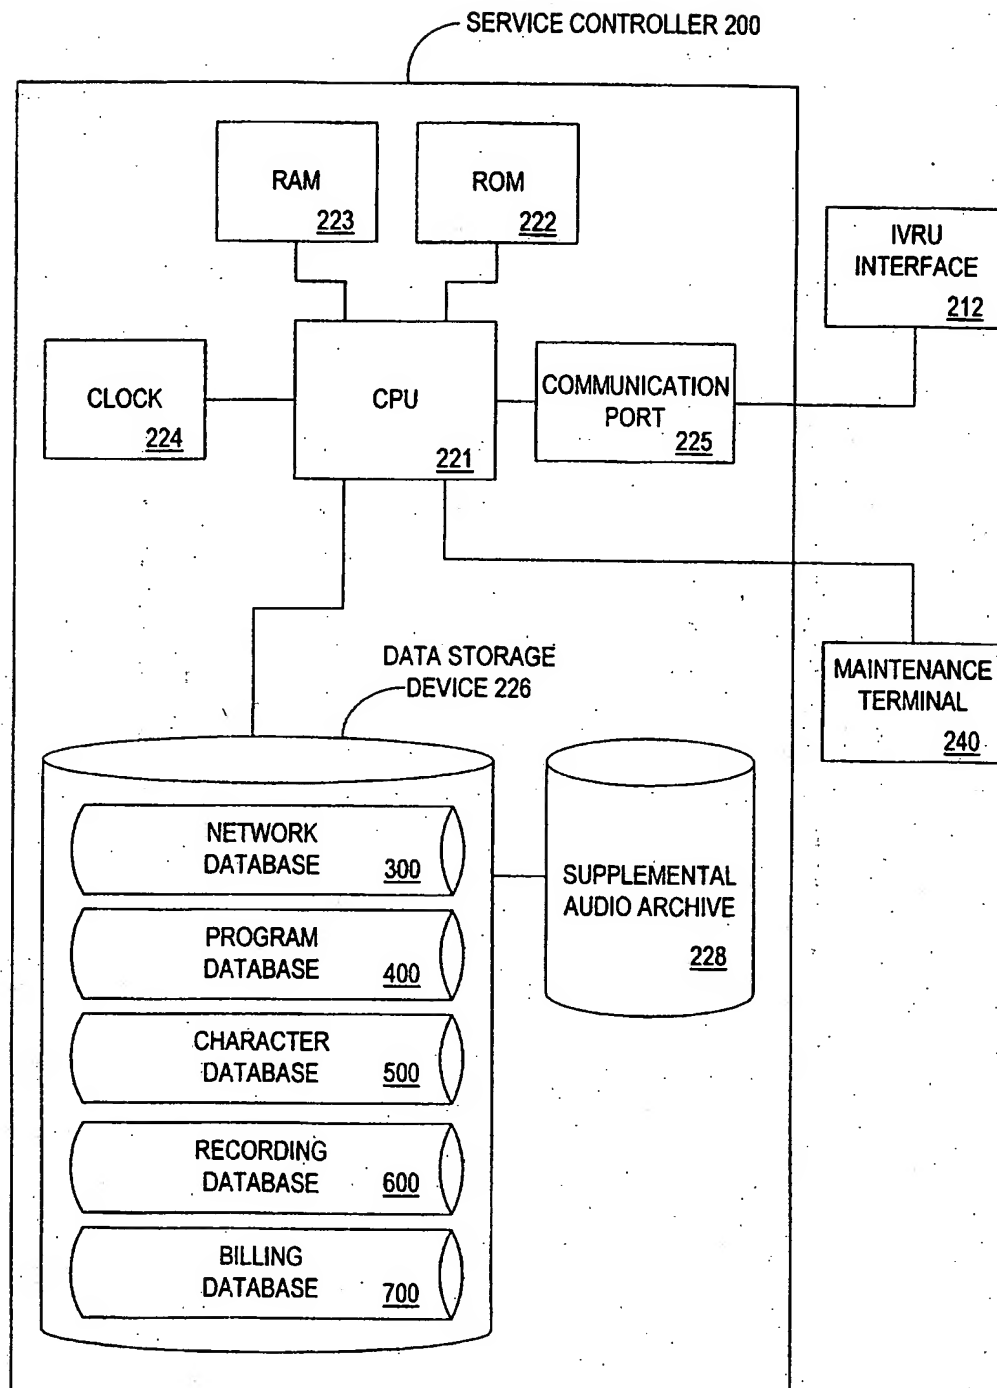 SERVICE CONTROLLER 200
RAM
223
ROM
222
IVRU
INTERFACE
212
CLOCK
224
CPU
221
COMMUNICATION
PORT
225
DATA STORAGE
DEVICE 226
MAINTENANCE
TERMINAL
240
NETWORK
DATABASE
300
PROGRAM
DATABASE
400
CHARACTER
DATABASE
500
RECORDING
DATABASE
600
BILLING
DATABASE
700
SUPPLEMENTAL
AUDIO ARCHIVE
228